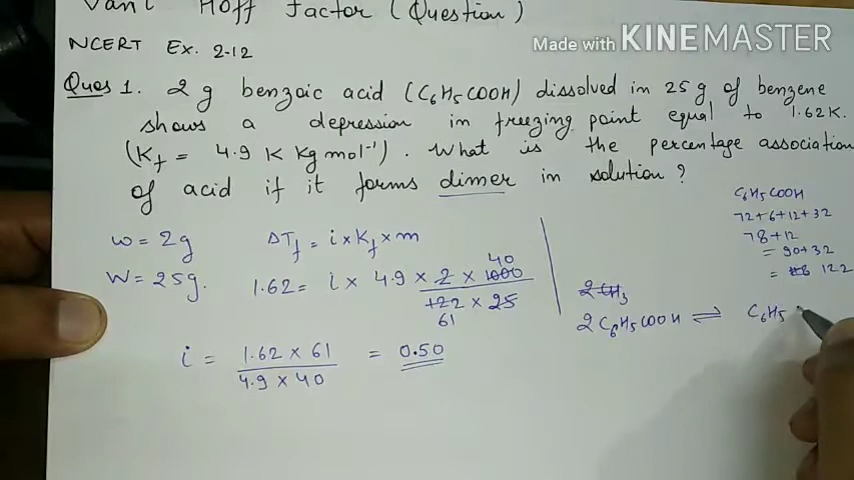 Van't Hoff Factor (Question)
Made with KINEMASTER
NCERT Ex. 2.12
Ques 1. 2 g benzoic acid (C₆H₅COOH) dissolved in 25 g of benzene
shows a depression in freezing point equal to 1.62 K.
(Kf = 4.9 K Kg mol⁻¹). What is the percentage association
of acid if it forms dimer in solution?
C₆H₅COOH
72+6+12+32
78+12
= 90+32
= 122
w = 2g
W = 25g.
ΔTf = i × Kf × m
40
1.62 = i × 4.9 × 2 × 1000
122 × 25
61
i = 1.62 × 61 = 0.50
4.9 × 40
2CH₃
2C₆H₅COOH ⇌ C₆H₅